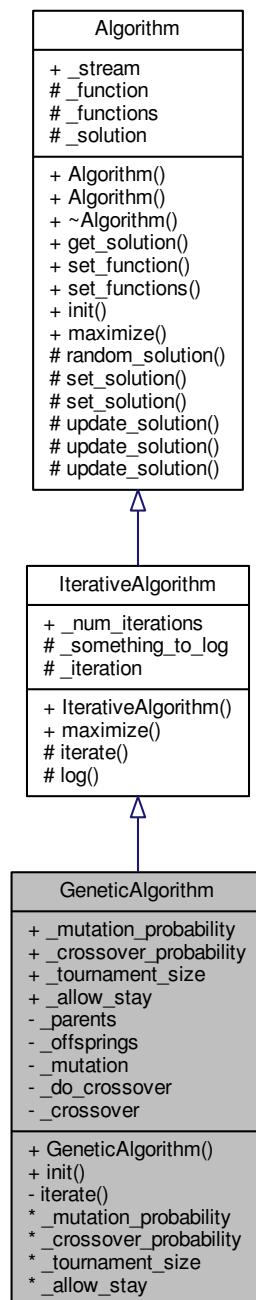 Algorithm
+ _stream
# _function
# _functions
# _solution
+ Algorithm()
+ Algorithm()
+ ~Algorithm()
+ get_solution()
+ set_function()
+ set_functions()
+ init()
+ maximize()
# random_solution()
# set_solution()
# set_solution()
# update_solution()
# update_solution()
# update_solution()
IterativeAlgorithm
+ _num_iterations
# _something_to_log
# _iteration
+ IterativeAlgorithm()
+ maximize()
# iterate()
# log()
GeneticAlgorithm
+ _mutation_probability
+ _crossover_probability
+ _tournament_size
+ _allow_stay
- _parents
- _offsprings
- _mutation
- _do_crossover
- _crossover
+ GeneticAlgorithm()
+ init()
- iterate()
* _mutation_probability
* _crossover_probability
* _tournament_size
* _allow_stay